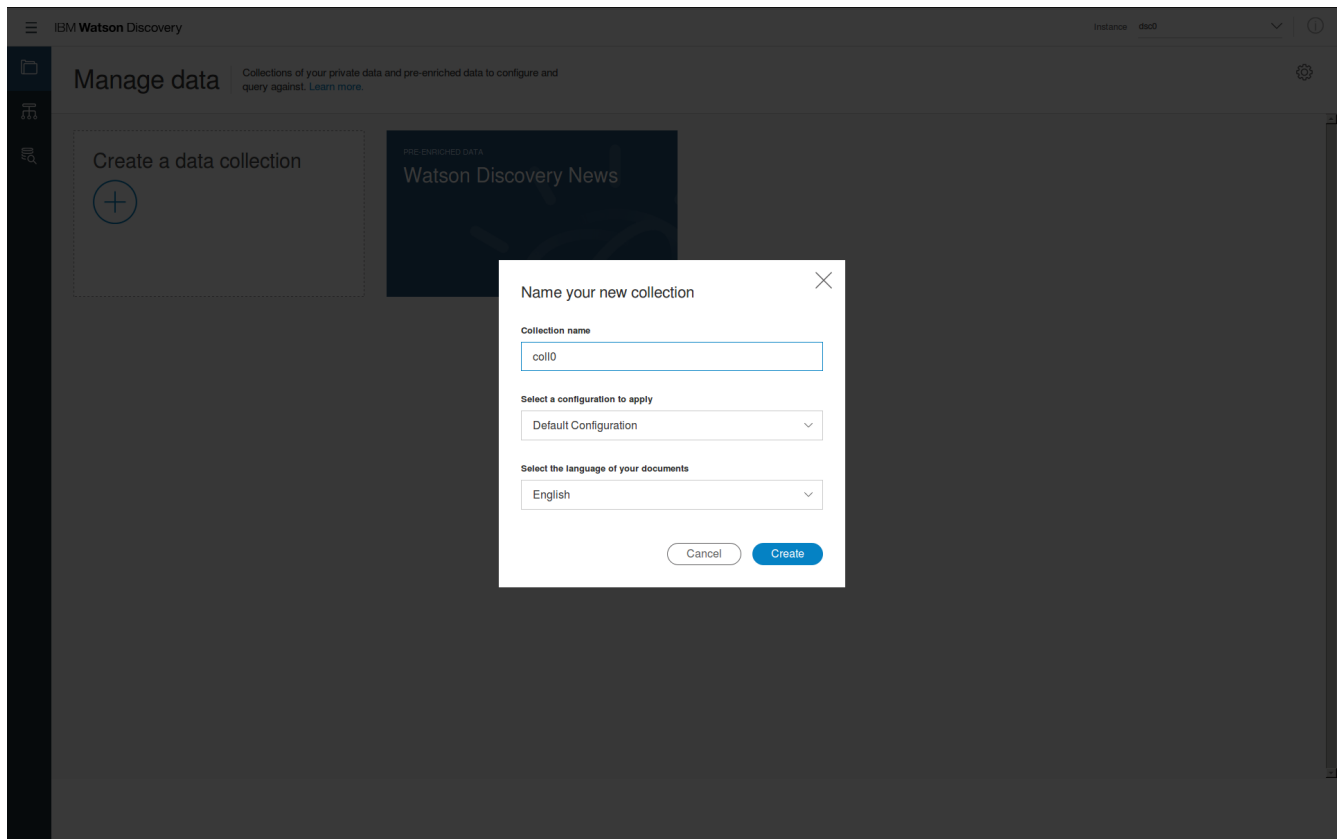 IBM Watson Discovery
Instance dsc0
Manage data
Collections of your private data and pre-enriched data to configure and
query against. Learn more.
Create a data collection
PRE-ENRICHED DATA
Watson Discovery News
Name your new collection
Collection name
coll0
Select a configuration to apply
Default Configuration
Select the language of your documents
English
Cancel
Create